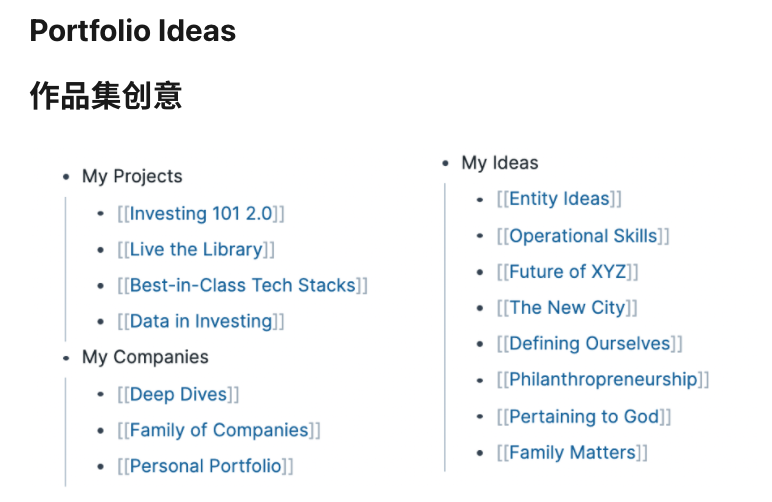 Portfolio Ideas
作品集创意
My Projects
[[Investing 101 2.0]]
[[Live the Library]]
[[Best-in-Class Tech Stacks]]
[[Data in Investing]]
My Companies
[[Deep Dives]]
[[Family of Companies]]
[[Personal Portfolio]]
My Ideas
[[Entity Ideas]]
[[Operational Skills]]
[[Future of XYZ]]
[[The New City]]
[[Defining Ourselves]]
[[Philanthropreneurship]]
[[Pertaining to God]]
[[Family Matters]]